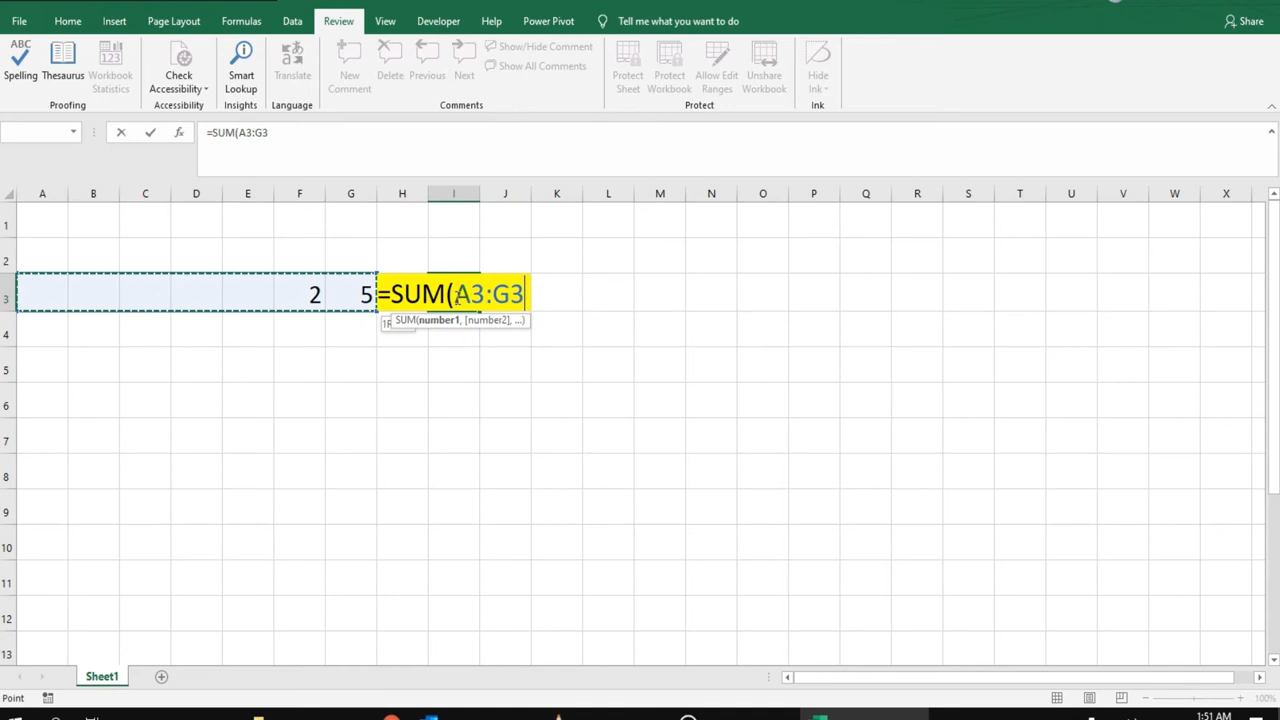 File Home Insert Page Layout Formulas Data Review View Developer Help Power Pivot Tell me what you want to do Share
ABC
Spelling Thesaurus Workbook Statistics Check Accessibility Smart Lookup Translate New Comment Delete Previous Next Show/Hide Comment Show All Comments Protect Sheet Protect Workbook Allow Edit Ranges Unshare Workbook Hide Ink
Proofing Accessibility Insights Language Comments Protect Ink
fx =SUM(A3:G3
A B C D E F G H I J K L M N O P Q R S T U V W X
1
2
3 2 5 =SUM(A3:G3
SUM(number1, [number2], ...)
4
5
6
7
8
9
10
11
12
13
Sheet1
Point 100%
1:51 AM